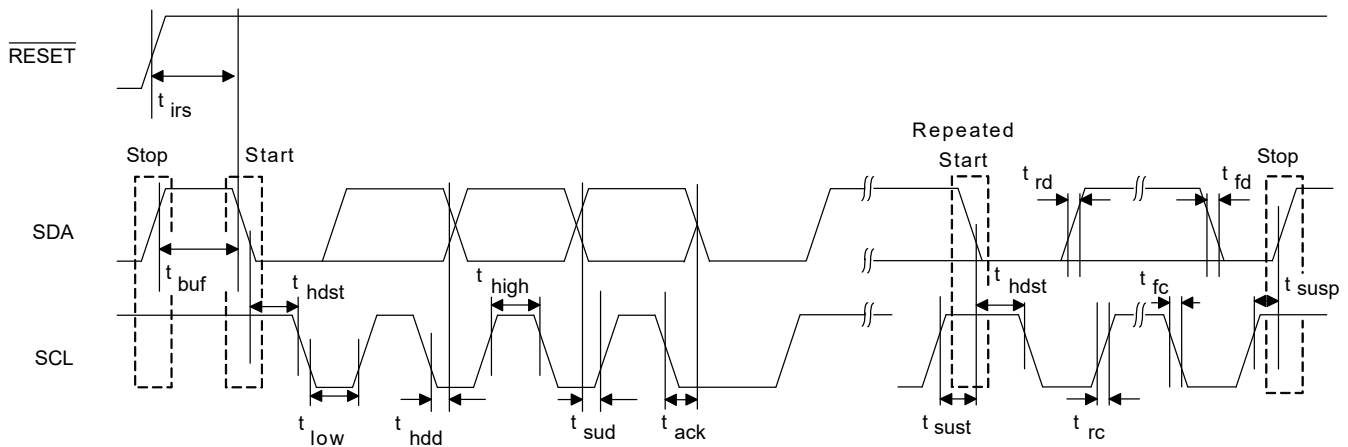 RESET
t irs
Repeated
Stop
Start
Start
Stop
t rd
t fd
SDA
t buf
t hdst
t high
t hdst
t fc
t susp
SCL
t low
t hdd
t sud
t ack
t sust
t rc